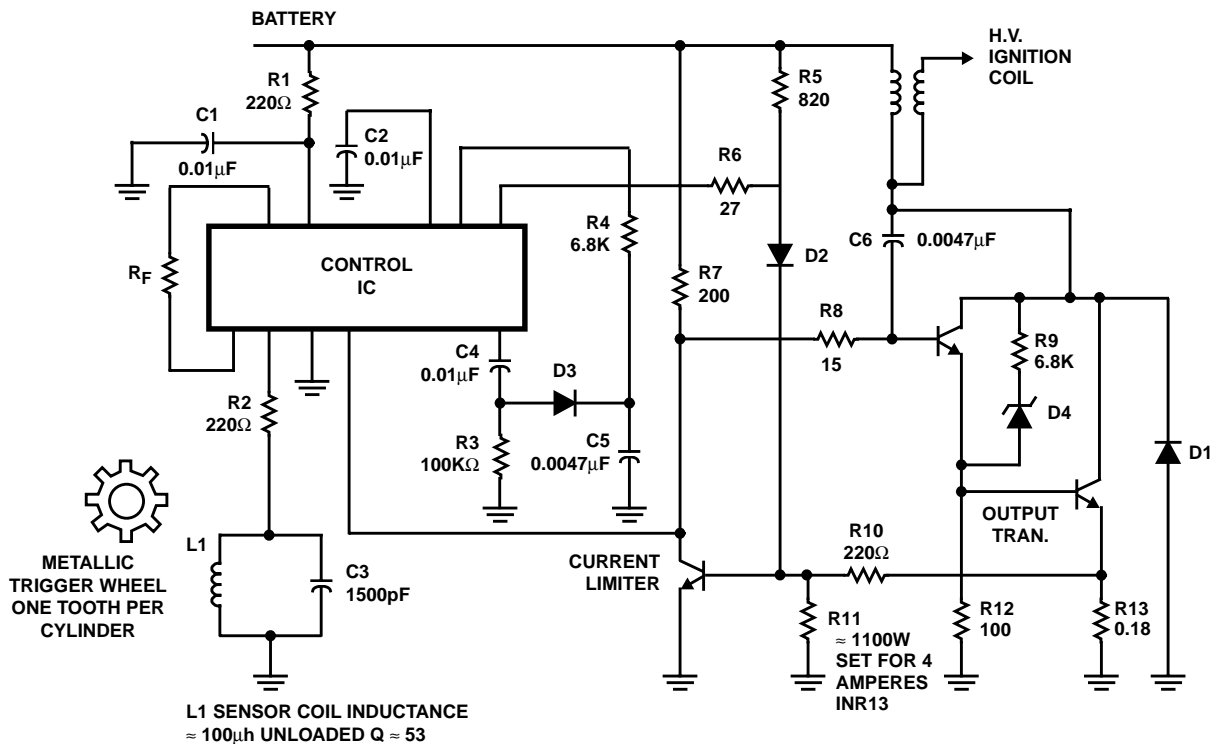 BATTERY
H.V.
IGNITION
COIL
R1
220Ω
R5
820
C1
0.01μF
C2
0.01μF
R6
27
R4
6.8K
C6
0.0047μF
D2
CONTROL
IC
RF
R7
200
R8
15
R9
6.8K
C4
0.01μF
D3
D4
R2
220Ω
R3
100KΩ
C5
0.0047μF
D1
OUTPUT
TRAN.
METALLIC
TRIGGER WHEEL
ONE TOOTH PER
CYLINDER
L1
C3
1500pF
CURRENT
LIMITER
R10
220Ω
R11
≈ 1100W
SET FOR 4
AMPERES
INR13
R12
100
R13
0.18
L1 SENSOR COIL INDUCTANCE
≈ 100μh UNLOADED Q ≈ 53